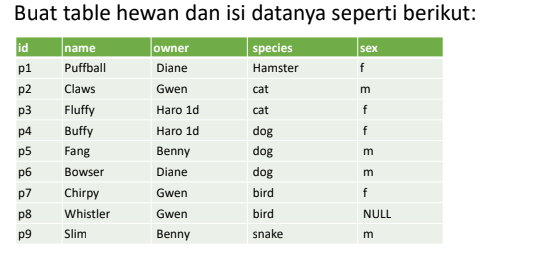 Buat table hewan dan isi datanya seperti berikut:
id name owner species sex
p1 Puffball Diane Hamster f
p2 Claws Gwen cat m
p3 Fluffy Haro 1d cat f
p4 Buffy Haro 1d dog f
p5 Fang Benny dog m
p6 Bowser Diane dog m
p7 Chirpy Gwen bird f
p8 Whistler Gwen bird NULL
p9 Slim Benny snake m